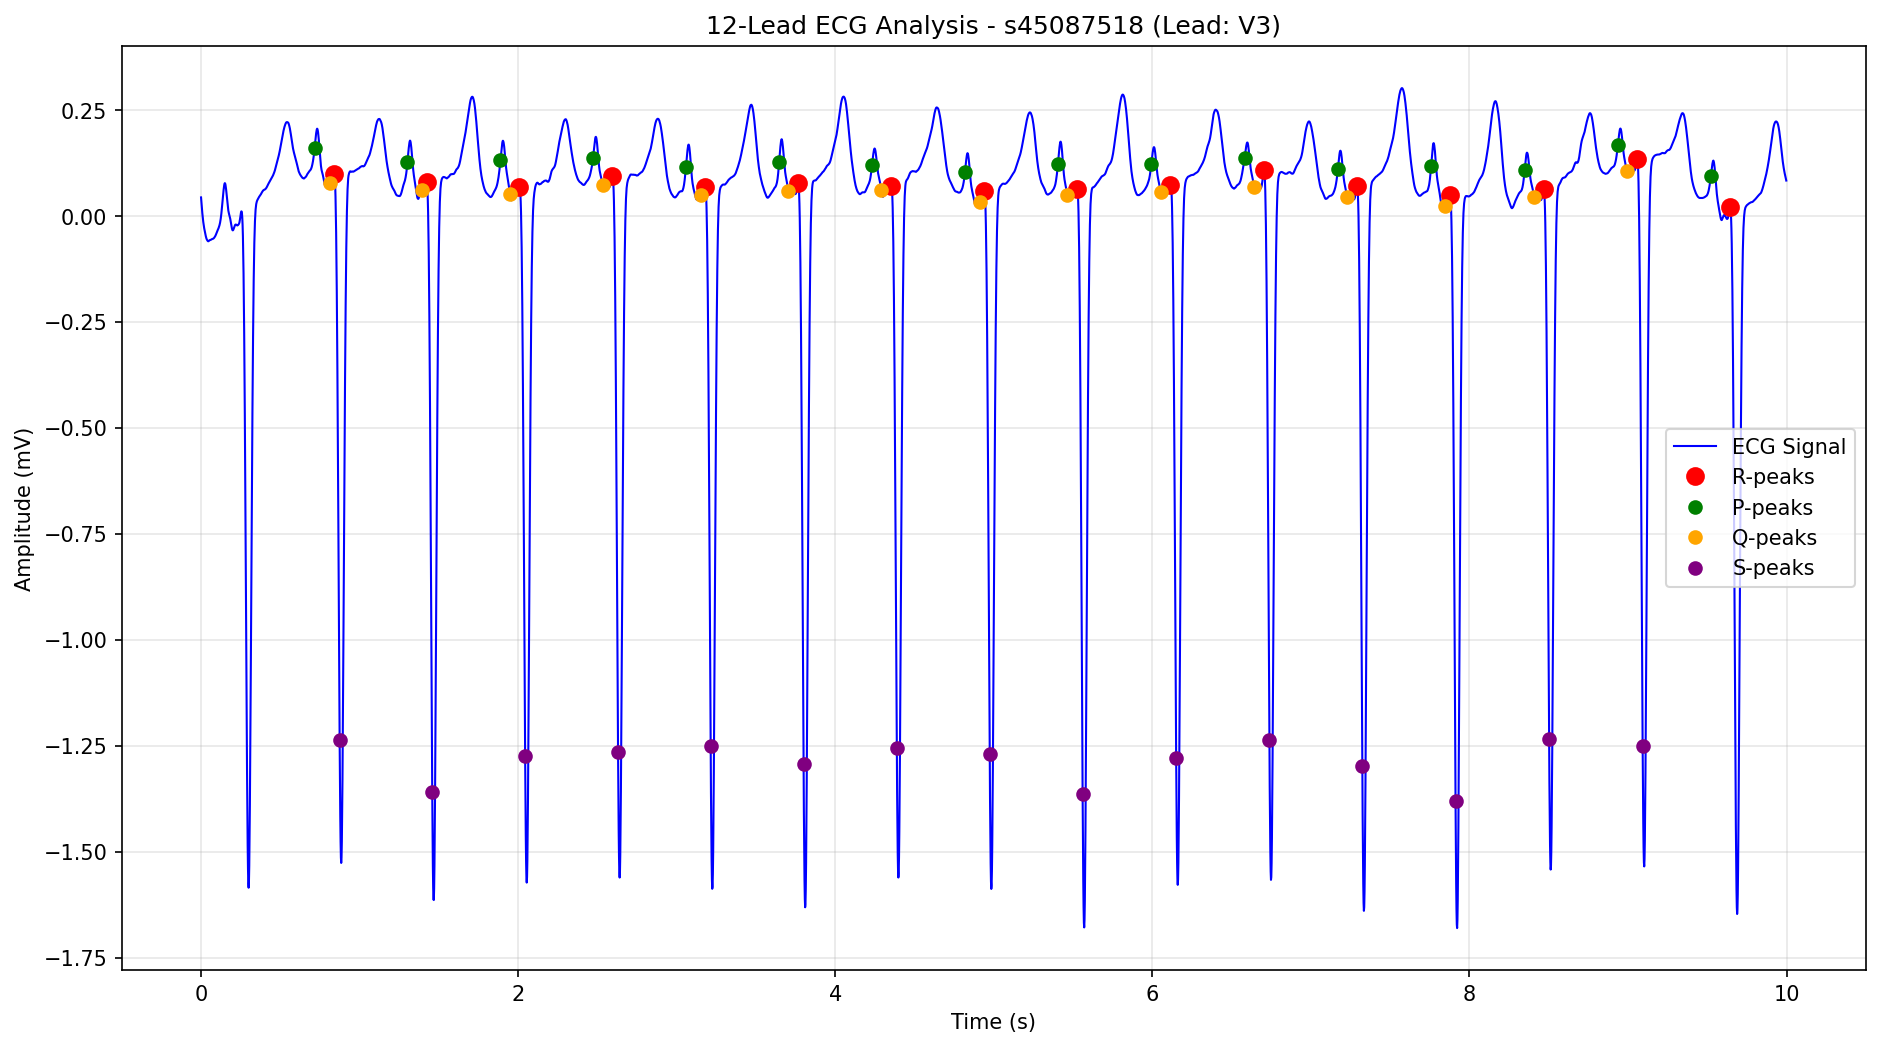 12-Lead ECG Analysis - s45087518 (Lead: V3)
Amplitude (mV)
0.25
0.00
−0.25
−0.50
−0.75
−1.00
−1.25
−1.50
−1.75
ECG Signal
R-peaks
P-peaks
Q-peaks
S-peaks
0 2 4 6 8 10
Time (s)